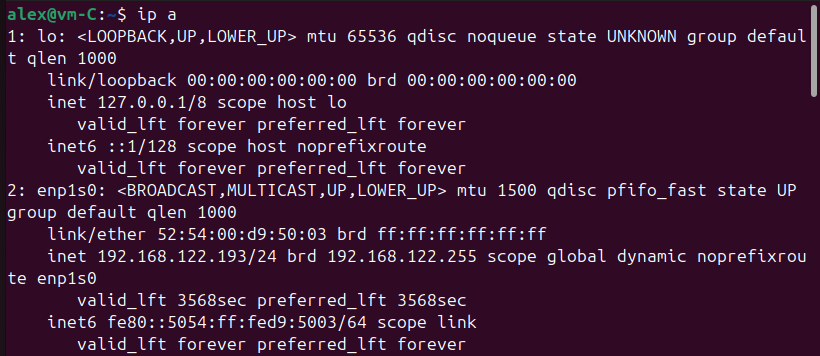 alex@vm-C:~$ ip a
1: lo: <LOOPBACK,UP,LOWER_UP> mtu 65536 qdisc noqueue state UNKNOWN group defaul
t qlen 1000
    link/loopback 00:00:00:00:00:00 brd 00:00:00:00:00:00
    inet 127.0.0.1/8 scope host lo
       valid_lft forever preferred_lft forever
    inet6 ::1/128 scope host noprefixroute
       valid_lft forever preferred_lft forever
2: enp1s0: <BROADCAST,MULTICAST,UP,LOWER_UP> mtu 1500 qdisc pfifo_fast state UP
group default qlen 1000
    link/ether 52:54:00:d9:50:03 brd ff:ff:ff:ff:ff:ff
    inet 192.168.122.193/24 brd 192.168.122.255 scope global dynamic noprefixrou
te enp1s0
       valid_lft 3568sec preferred_lft 3568sec
    inet6 fe80::5054:ff:fed9:5003/64 scope link
       valid_lft forever preferred_lft forever